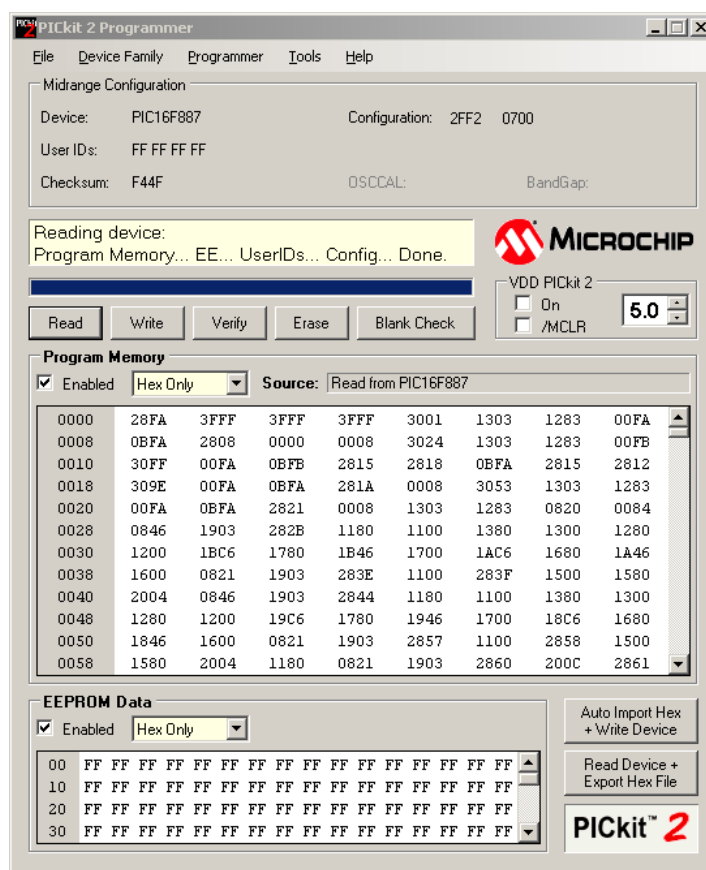 PICkit 2 Programmer
File Device Family Programmer Tools Help
Midrange Configuration
Device: PIC16F887 Configuration: 2FF2 0700
User IDs: FF FF FF FF
Checksum: F44F OSCCAL: BandGap:
Reading device:
Program Memory... EE... UserIDs... Config... Done.
MICROCHIP
VDD PICkit 2
On
/MCLR
5.0
Read Write Verify Erase Blank Check
Program Memory
Enabled Hex Only Source: Read from PIC16F887
0000 28FA 3FFF 3FFF 3FFF 3001 1303 1283 00FA
0008 0BFA 2808 0000 0008 3024 1303 1283 00FB
0010 30FF 00FA 0BFB 2815 2818 0BFA 2815 2812
0018 309E 00FA 0BFA 281A 0008 3053 1303 1283
0020 00FA 0BFA 2821 0008 1303 1283 0820 0084
0028 0846 1903 282B 1180 1100 1380 1300 1280
0030 1200 1BC6 1780 1B46 1700 1AC6 1680 1A46
0038 1600 0821 1903 283E 1100 283F 1500 1580
0040 2004 0846 1903 2844 1180 1100 1380 1300
0048 1280 1200 19C6 1780 1946 1700 18C6 1680
0050 1846 1600 0821 1903 2857 1100 2858 1500
0058 1580 2004 1180 0821 1903 2860 200C 2861
EEPROM Data
Enabled Hex Only
00 FF FF FF FF FF FF FF FF FF FF FF FF FF FF FF FF
10 FF FF FF FF FF FF FF FF FF FF FF FF FF FF FF FF
20 FF FF FF FF FF FF FF FF FF FF FF FF FF FF FF FF
30 FF FF FF FF FF FF FF FF FF FF FF FF FF FF FF FF
Auto Import Hex
+ Write Device
Read Device +
Export Hex File
PICkit™ 2